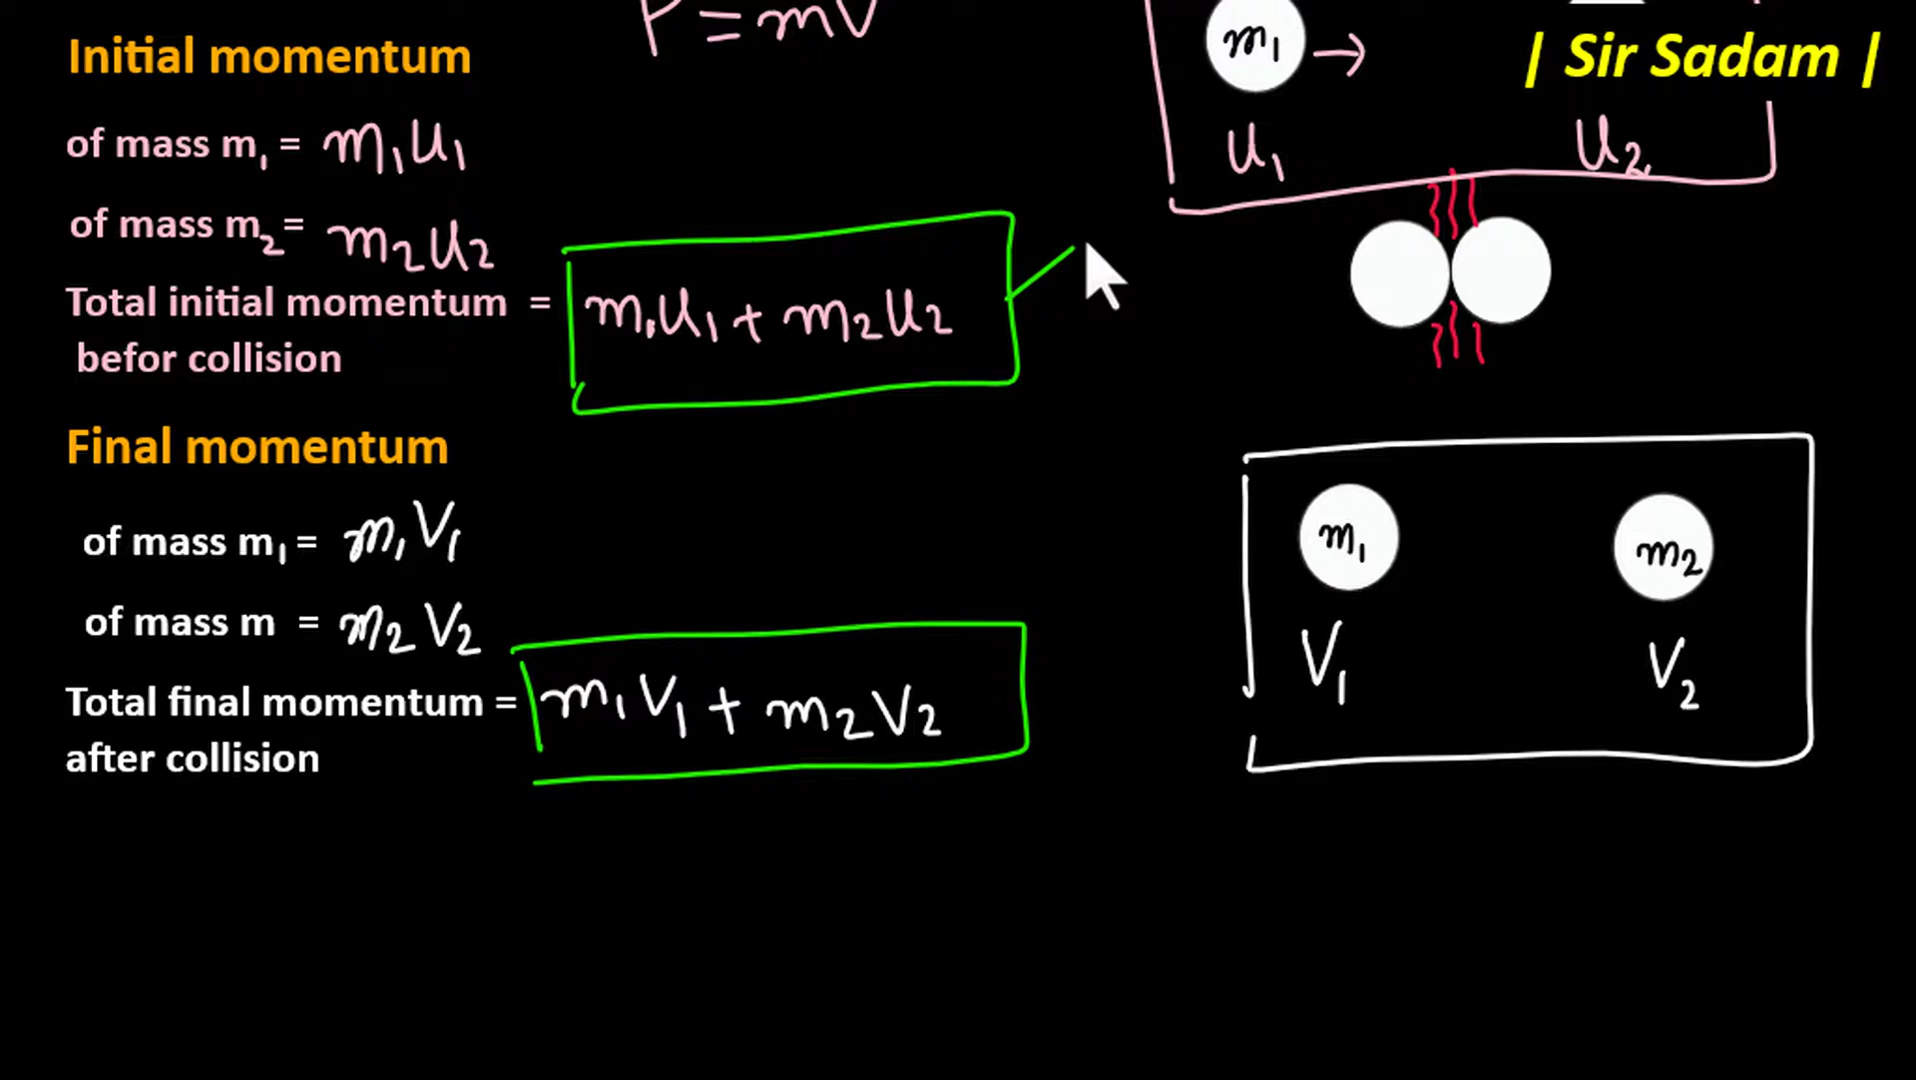 P = mV
Initial momentum
| Sir Sadam |
m₁ →
of mass m₁ = m₁u₁
u₁
u₂
of mass m₂ = m₂u₂
Total initial momentum = m₁u₁ + m₂u₂
befor collision
Final momentum
of mass m₁ = m₁V₁
m₁
m₂
of mass m = m₂V₂
V₁
V₂
Total final momentum = m₁V₁ + m₂V₂
after collision